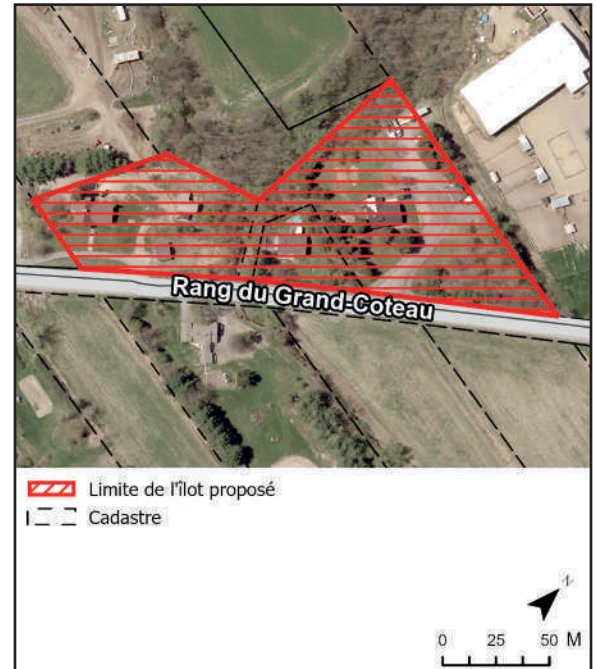 Rang du Grand-Coteau
Limite de l'îlot proposé
Cadastre
N
0 25 50 M